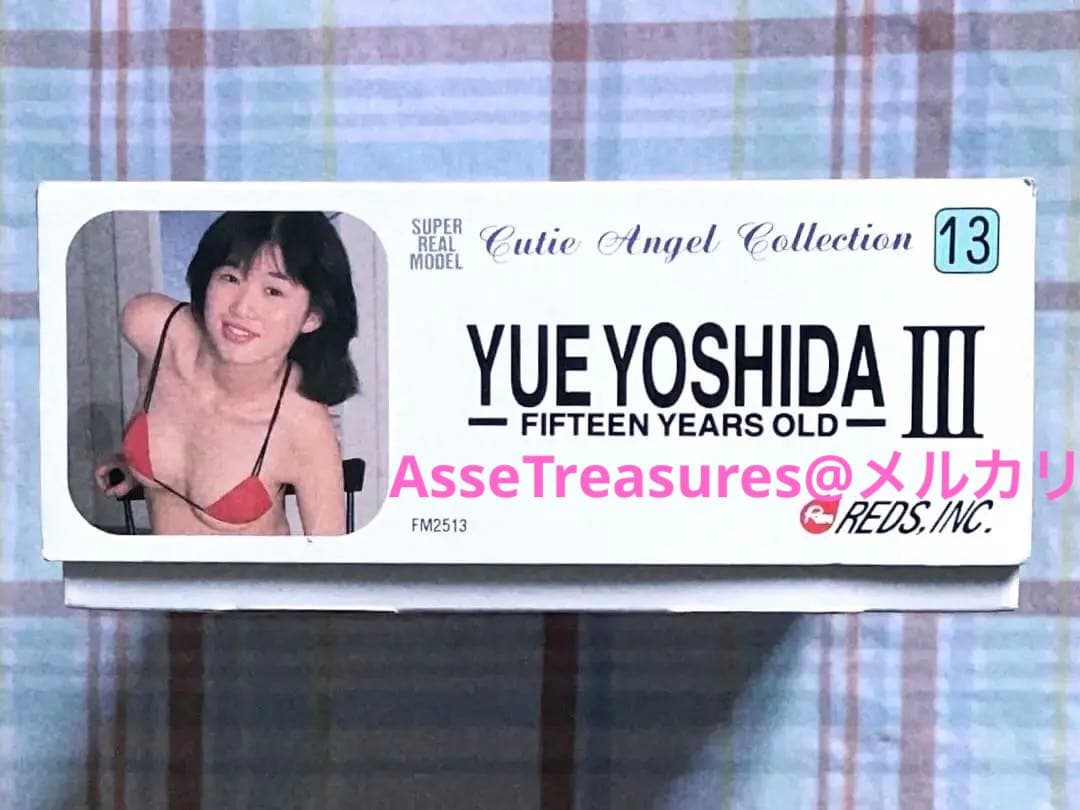 SUPER
REAL
MODEL
Cutie Angel Collection
13
YUE YOSHIDA III
— FIFTEEN YEARS OLD —
AsseTreasures@メルカリ
FM2513
REDS, INC.